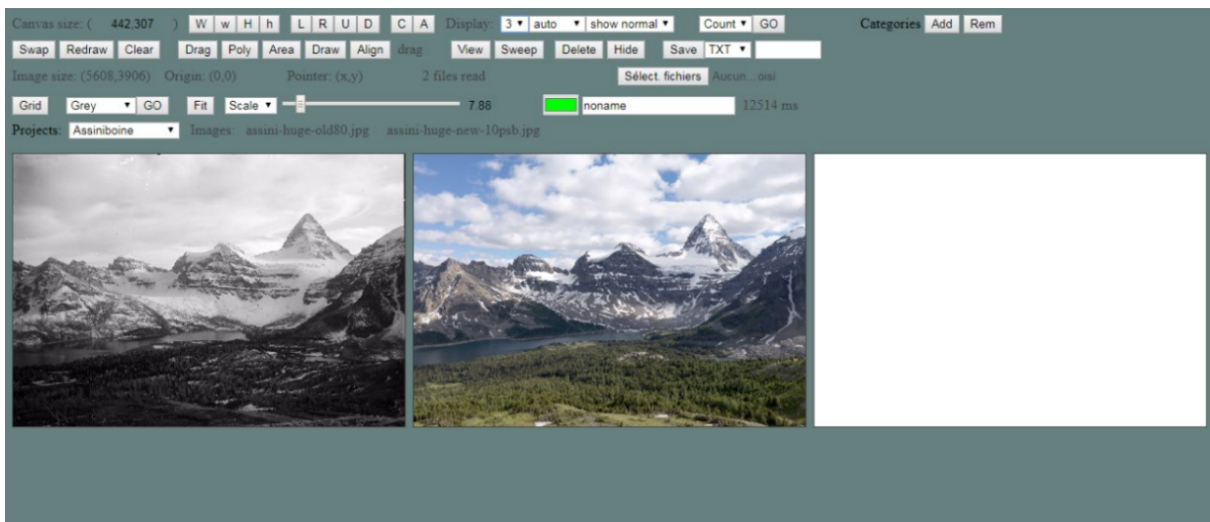 Canvas size: ( 442,307 ) W w H h L R U D C A Display: 3 auto show normal Count GO Categories Add Rem
Swap Redraw Clear Drag Poly Area Draw Align drag View Sweep Delete Hide Save TXT
Image size: (5608,3906) Origin: (0,0) Pointer: (x,y) 2 files read Sélect. fichiers Aucun...oisi
Grid Grey GO Fit Scale 7.88 noname 12514 ms
Projects: Assiniboine Images: assini-huge-old80.jpg assini-huge-new-10psb.jpg